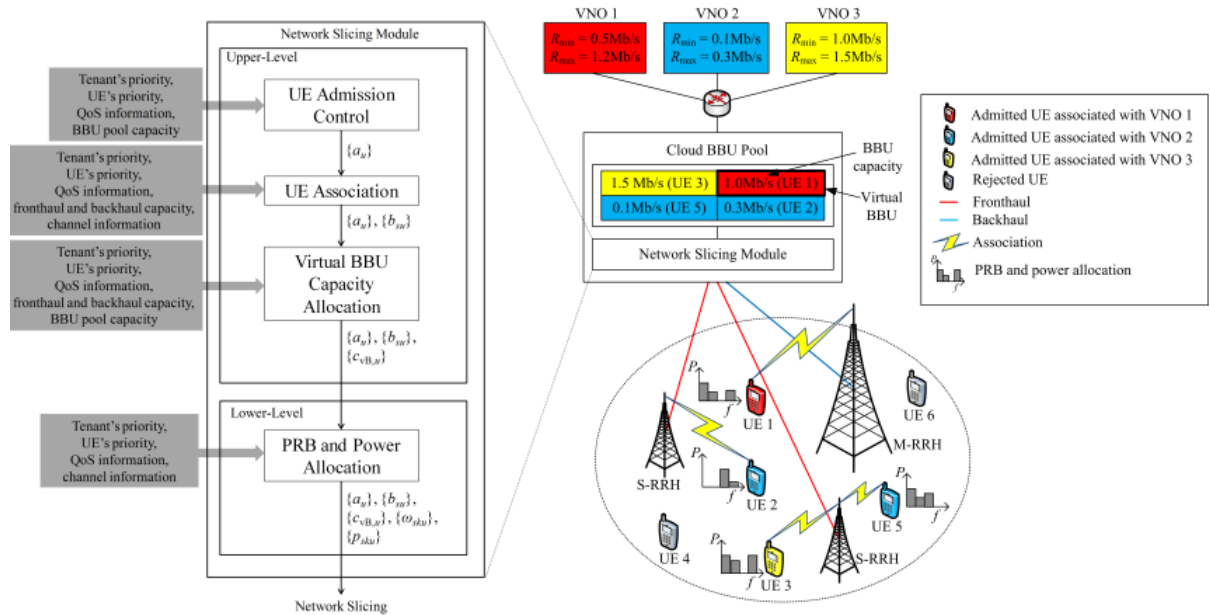 Network Slicing Module
Upper-Level
Tenant's priority,
UE's priority,
QoS information,
BBU pool capacity
UE Admission
Control
{a_u}
Tenant's priority,
UE's priority,
QoS information,
fronthaul and backhaul capacity,
channel information
UE Association
{a_u}, {b_su}
Tenant's priority,
UE's priority,
QoS information,
fronthaul and backhaul capacity,
BBU pool capacity
Virtual BBU
Capacity
Allocation
{a_u}, {b_su},
{c_vB,u}
Lower-Level
Tenant's priority,
UE's priority,
QoS information,
channel information
PRB and Power
Allocation
{a_u}, {b_su},
{c_vB,u}, {ω_sku},
{p_sku}
Network Slicing
VNO 1
R_min = 0.5Mb/s
R_max = 1.2Mb/s
VNO 2
R_min = 0.1Mb/s
R_max = 0.3Mb/s
VNO 3
R_min = 1.0Mb/s
R_max = 1.5Mb/s
Cloud BBU Pool
1.5 Mb/s (UE 3)
1.0Mb/s (UE 1)
0.1Mb/s (UE 5)
0.3Mb/s (UE 2)
BBU
capacity
Virtual
BBU
Network Slicing Module
P
f
UE 1
UE 6
M-RRH
S-RRH
P
f
UE 2
P
f
UE 5
UE 4
P
f
UE 3
S-RRH
Admitted UE associated with VNO 1
Admitted UE associated with VNO 2
Admitted UE associated with VNO 3
Rejected UE
Fronthaul
Backhaul
Association
P
f
PRB and power allocation